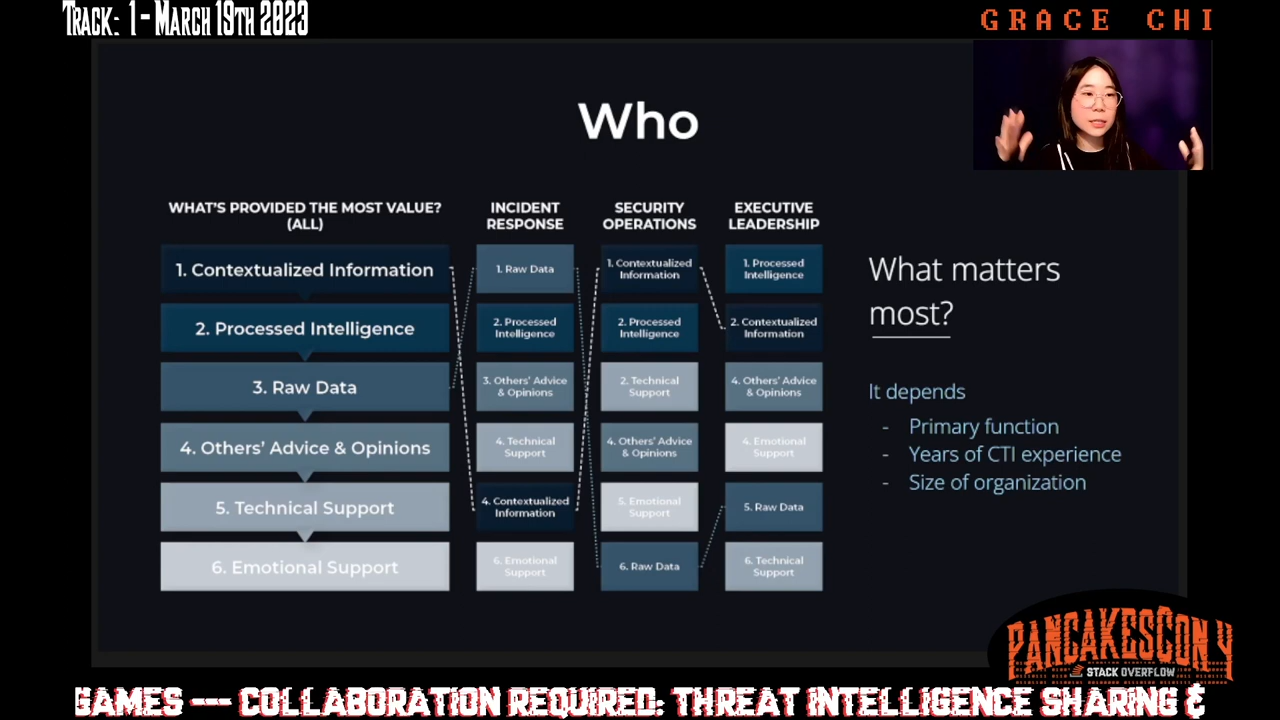 TRACK: 1 - MARCH 19TH 2023
GRACE CHI
Who
WHAT'S PROVIDED THE MOST VALUE?
(ALL)
1. Contextualized Information
2. Processed Intelligence
3. Raw Data
4. Others' Advice & Opinions
5. Technical Support
6. Emotional Support
INCIDENT
RESPONSE
1. Raw Data
2. Processed
Intelligence
3. Others' Advice
& Opinions
4. Technical
Support
4. Contextualized
Information
6. Emotional
Support
SECURITY
OPERATIONS
1. Contextualized
Information
2. Processed
Intelligence
2. Technical
Support
4. Others' Advice
& Opinions
5. Emotional
Support
6. Raw Data
EXECUTIVE
LEADERSHIP
1. Processed
Intelligence
2. Contextualized
Information
4. Others' Advice
& Opinions
4. Emotional
Support
5. Raw Data
6. Technical
Support
What matters
most?
It depends
- Primary function
- Years of CTI experience
- Size of organization
PANCAKESCON 4
STACK OVERFLOW
GAMES --- COLLABORATION REQUIRED: THREAT INTELLIGENCE SHARING &